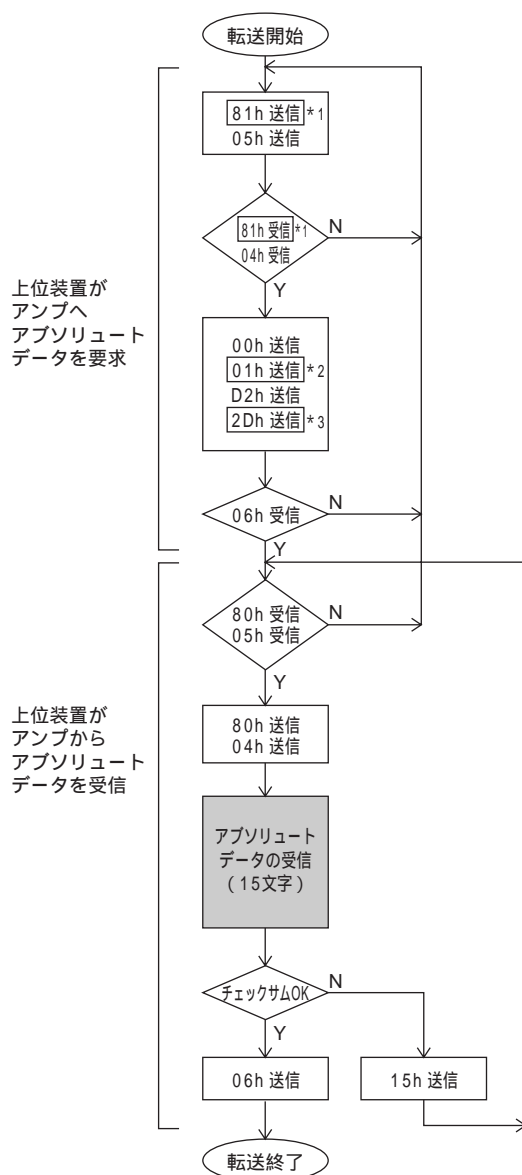 転送開始
81h 送信 *1
05h 送信
81h 受信 *1
04h 受信
N
Y
上位装置が
アンプへ
アブソリュート
データを要求
00h 送信
01h 送信 *2
D2h 送信
2Dh 送信 *3
06h 受信
N
Y
80h 受信
05h 受信
N
Y
上位装置が
アンプから
アブソリュート
データを受信
80h 送信
04h 送信
アブソリュート
データの受信
(15文字)
チェックサムOK
N
Y
06h 送信
15h 送信
転送終了